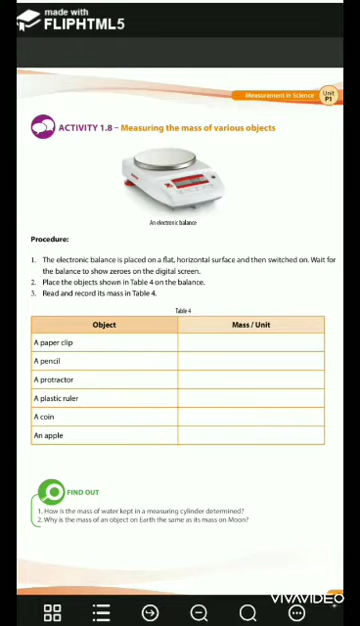 made with
FLIPHTML5
Measurement in Science
Unit
P1
ACTIVITY 1.8 – Measuring the mass of various objects
An electronic balance
Procedure:
1. The electronic balance is placed on a flat, horizontal surface and then switched on. Wait for
the balance to show zeroes on the digital screen.
2. Place the objects shown in Table 4 on the balance.
3. Read and record its mass in Table 4.
Table 4
Object Mass / Unit
A paper clip
A pencil
A protractor
A plastic ruler
A coin
An apple
FIND OUT
1. How is the mass of water kept in a measuring cylinder determined?
2. Why is the mass of an object on Earth the same as its mass on Moon?
VIVAVIDEO